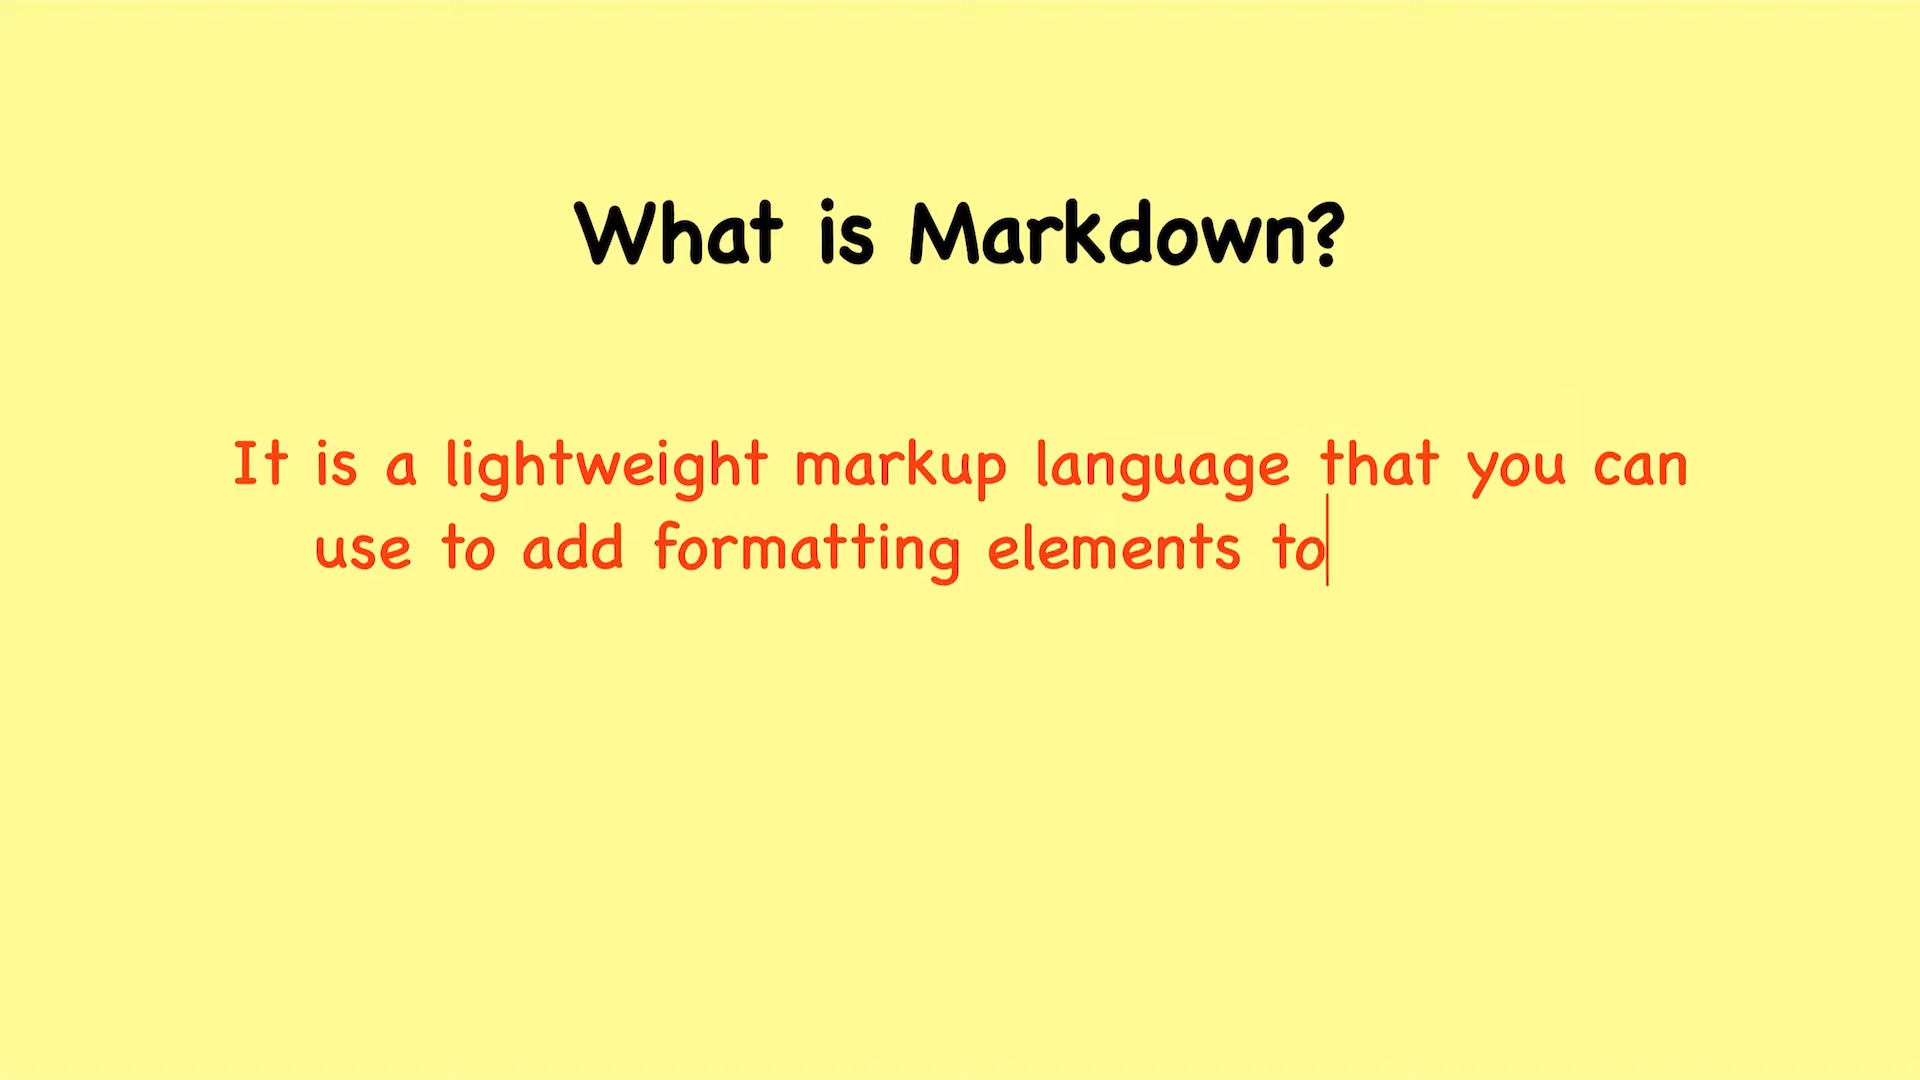 What is Markdown?
It is a lightweight markup language that you can
use to add formatting elements to